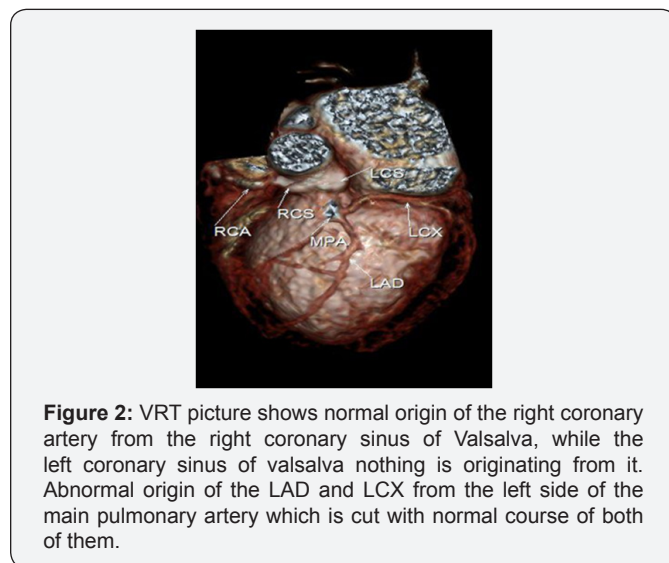 LCS
RCS
LCX
RCA
MPA
LAD
Figure 2: VRT picture shows normal origin of the right coronary
artery from the right coronary sinus of Valsalva, while the
left coronary sinus of valsalva nothing is originating from it.
Abnormal origin of the LAD and LCX from the left side of the
main pulmonary artery which is cut with normal course of both
of them.